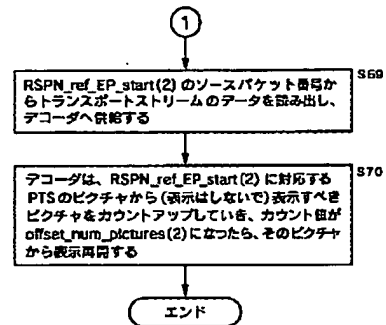 1
S69
RSPN_ref_EP_start(2) のソースパケット番号か
らトランスポートストリームのデータを読み出し、
デコーダへ供給する
S70
デコーダは、RSPN_ref_EP_start(2) に対応する
PTSのピクチャから(表示はしないで)表示すべき
ピクチャをカウントアップしていき、カウント値が
offset_num_pictures(2) になったら、そのピクチャ
から表示再開する
エンド